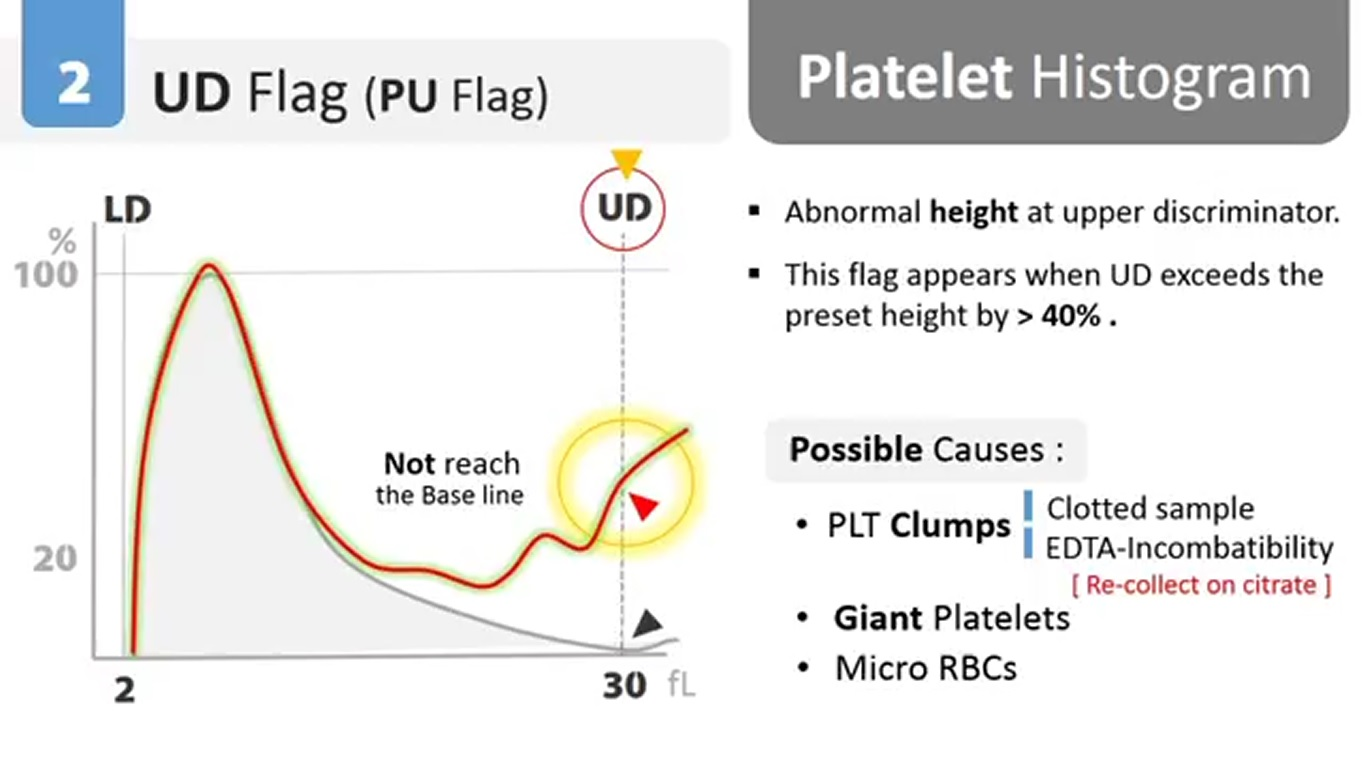 2
UD Flag (PU Flag)
Platelet Histogram
LD
UD
%
100
20
Not reach
the Base line
2
30 fL
▪ Abnormal height at upper discriminator.
▪ This flag appears when UD exceeds the
preset height by > 40% .
Possible Causes :
• PLT Clumps
Clotted sample
EDTA-Incombatibility
[ Re-collect on citrate ]
• Giant Platelets
• Micro RBCs